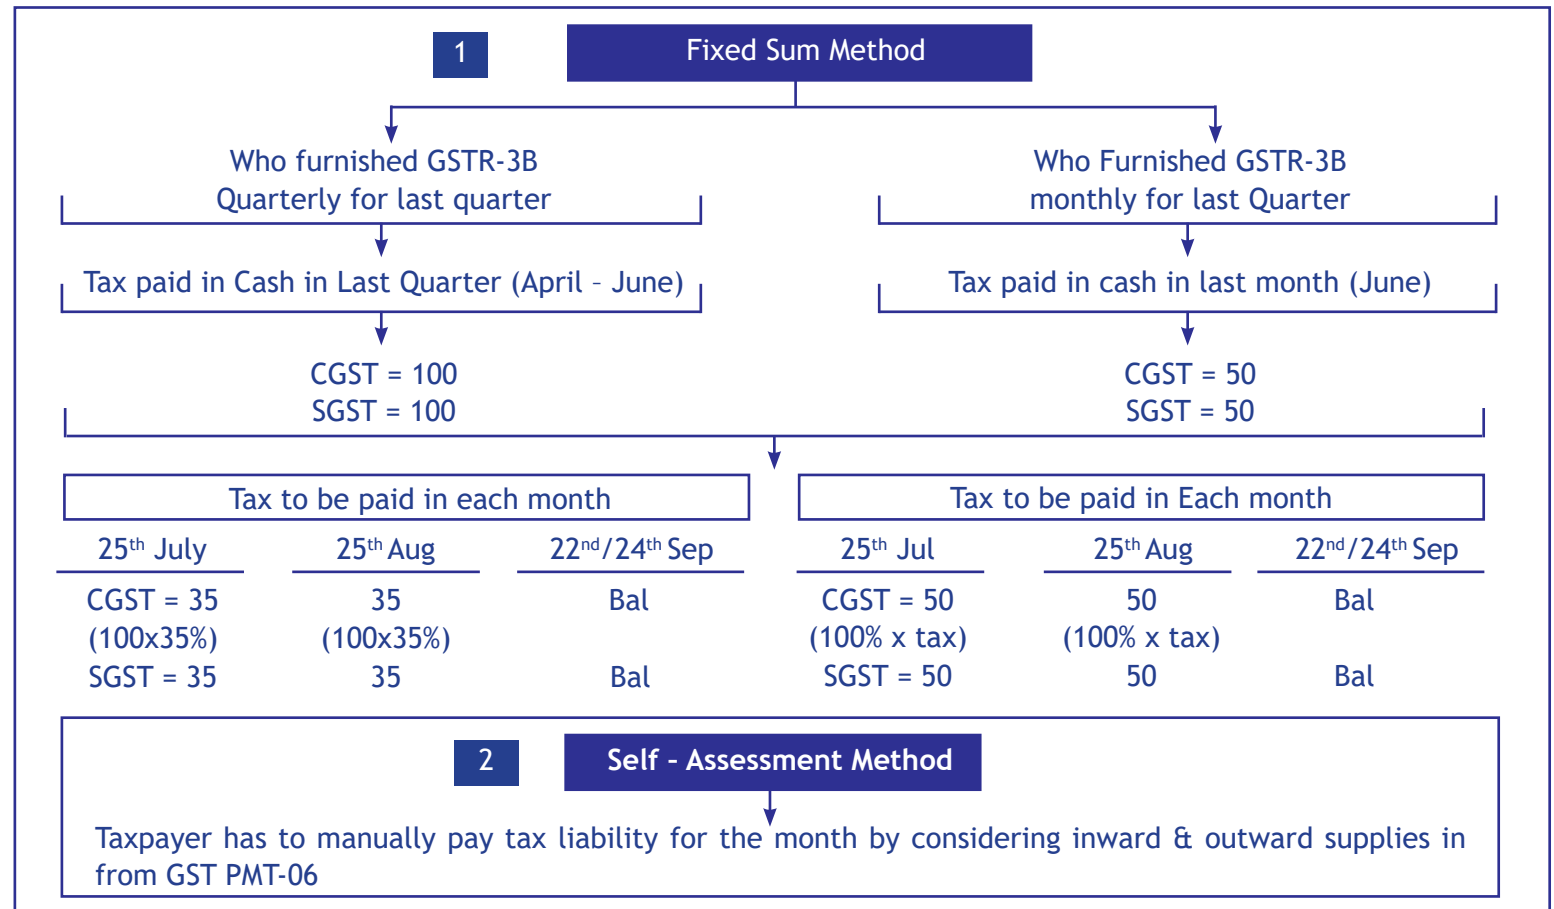 1
Fixed Sum Method
Who furnished GSTR-3B
Quarterly for last quarter
Who Furnished GSTR-3B
monthly for last Quarter
Tax paid in Cash in Last Quarter (April – June)
Tax paid in cash in last month (June)
CGST = 100
SGST = 100
CGST = 50
SGST = 50
Tax to be paid in each month
Tax to be paid in Each month
25th July 25th Aug 22nd/24th Sep 25th Jul 25th Aug 22nd/24th Sep
CGST = 35 35 Bal CGST = 50 50 Bal
(100x35%) (100x35%) (100% x tax) (100% x tax)
SGST = 35 35 Bal SGST = 50 50 Bal
2
Self – Assessment Method
Taxpayer has to manually pay tax liability for the month by considering inward & outward supplies in
from GST PMT-06